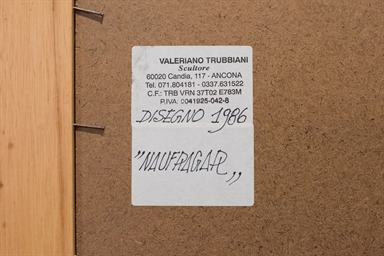 VALERIANO TRUBBIANI
Scultore
60020 Candia, 117 - ANCONA
Tel. 071.804181 - 0337.631522
C.F.: TRB VRN 37T02 E783M
P.IVA: 0041925-042-8
DISEGNO 1986
"NAUFRAGAR"